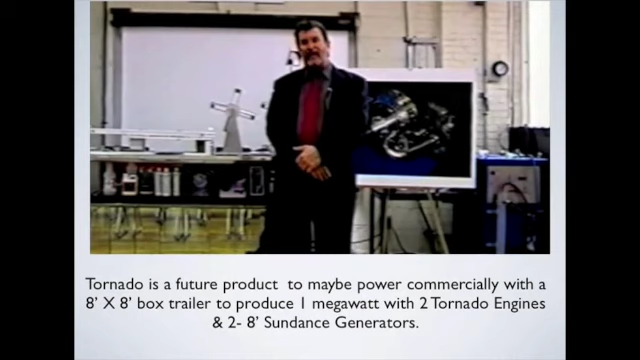 Tornado is a future product to maybe power commercially with a
8' X 8' box trailer to produce 1 megawatt with 2 Tornado Engines
& 2- 8' Sundance Generators.